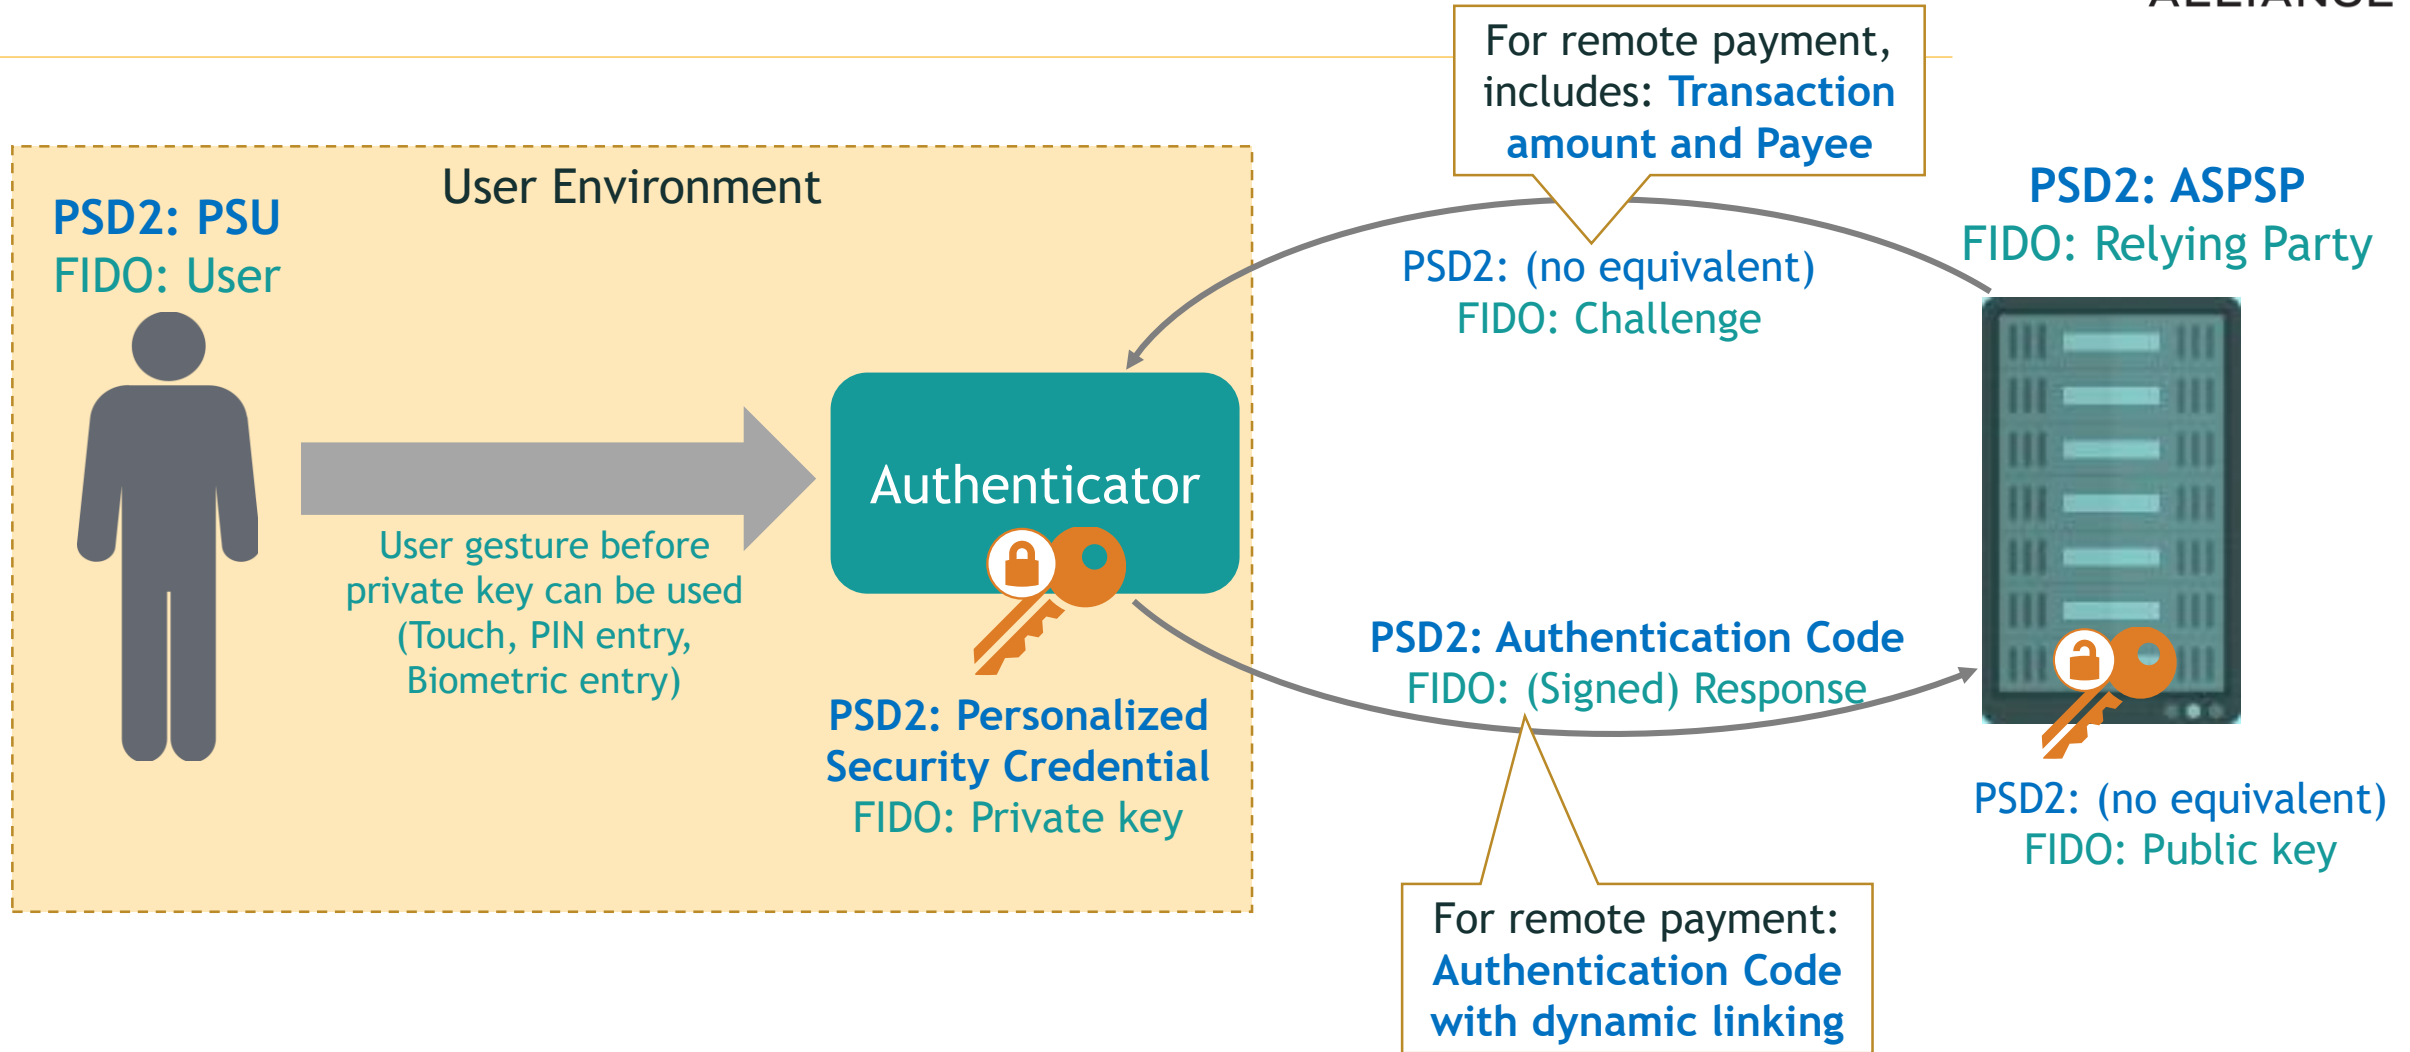 ALLIANCE
For remote payment,
includes: Transaction
amount and Payee
User Environment
PSD2: PSU
FIDO: User
PSD2: ASPSP
FIDO: Relying Party
PSD2: (no equivalent)
FIDO: Challenge
Authenticator
User gesture before
private key can be used
(Touch, PIN entry,
Biometric entry)
PSD2: Authentication Code
FIDO: (Signed) Response
PSD2: Personalized
Security Credential
FIDO: Private key
PSD2: (no equivalent)
FIDO: Public key
For remote payment:
Authentication Code
with dynamic linking